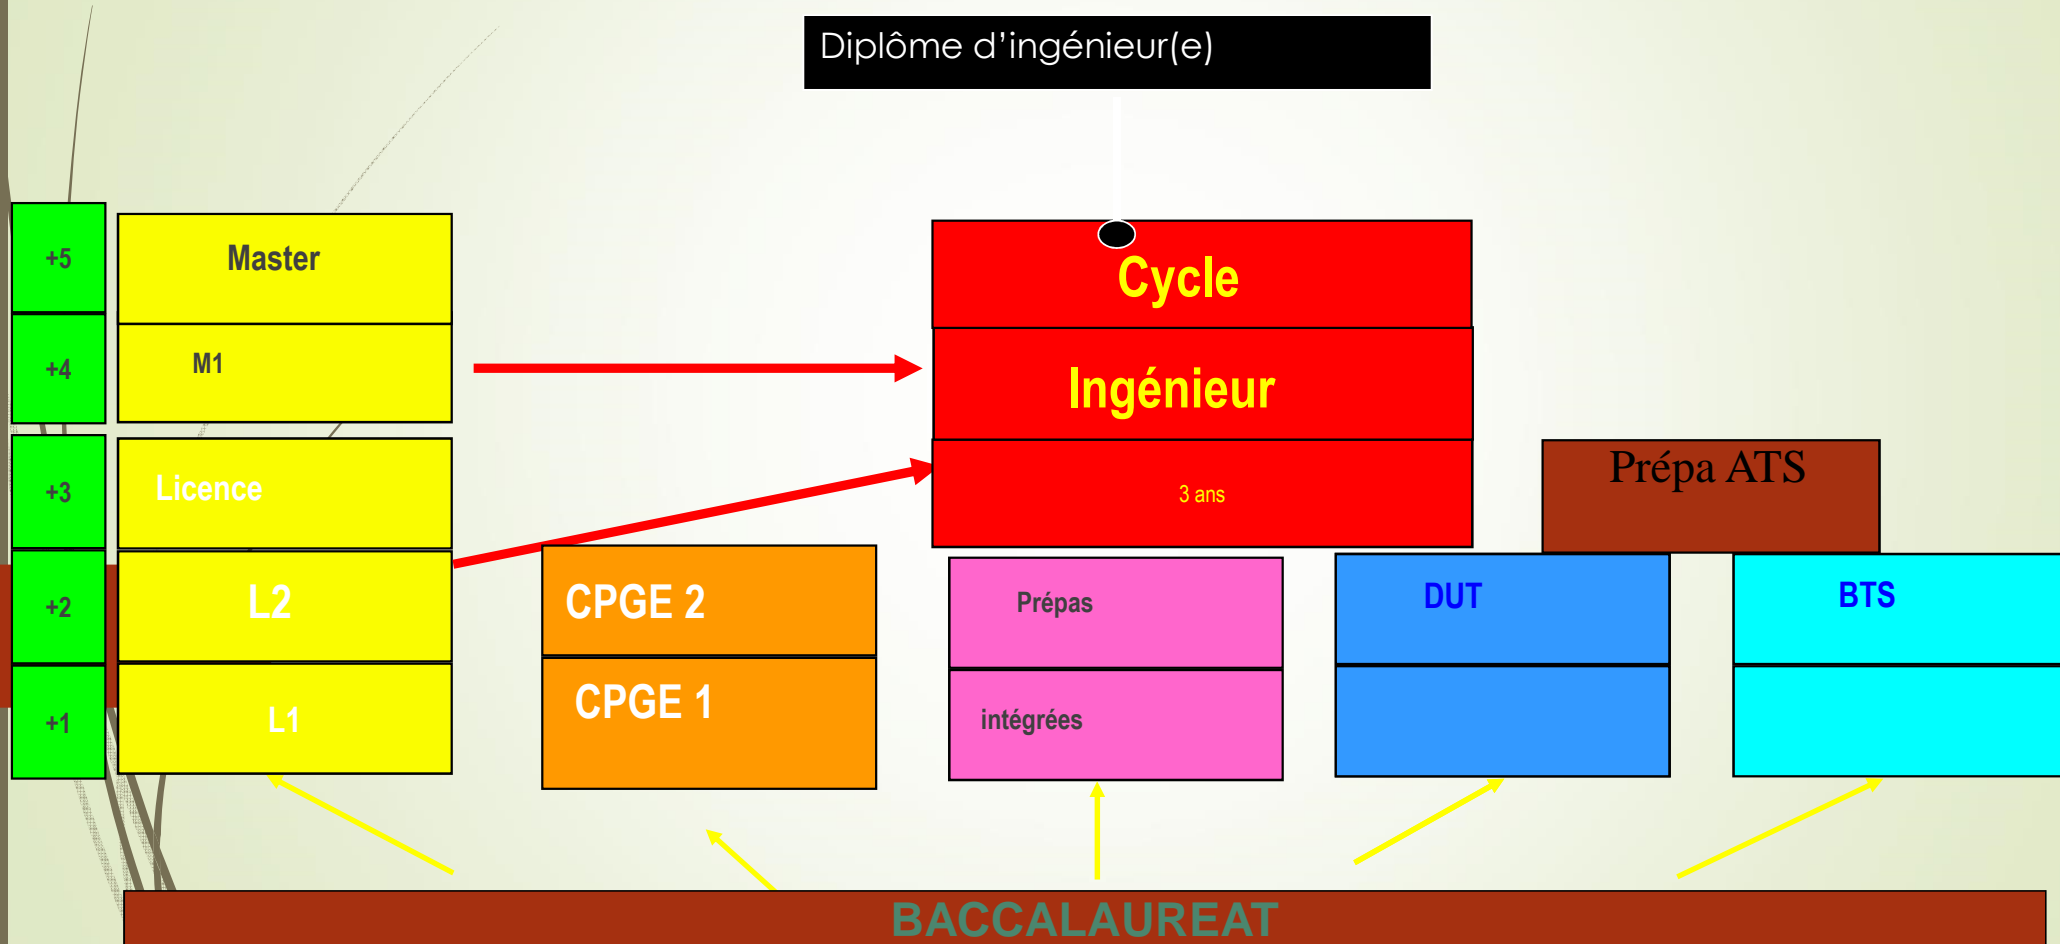 Diplôme d’ingénieur(e)
+5
Master
Cycle
+4
M1
Ingénieur
+3
Licence
3 ans
Prépa ATS
+2
L2
CPGE 2
Prépas
DUT
BTS
+1
L1
CPGE 1
intégrées
BACCALAUREAT